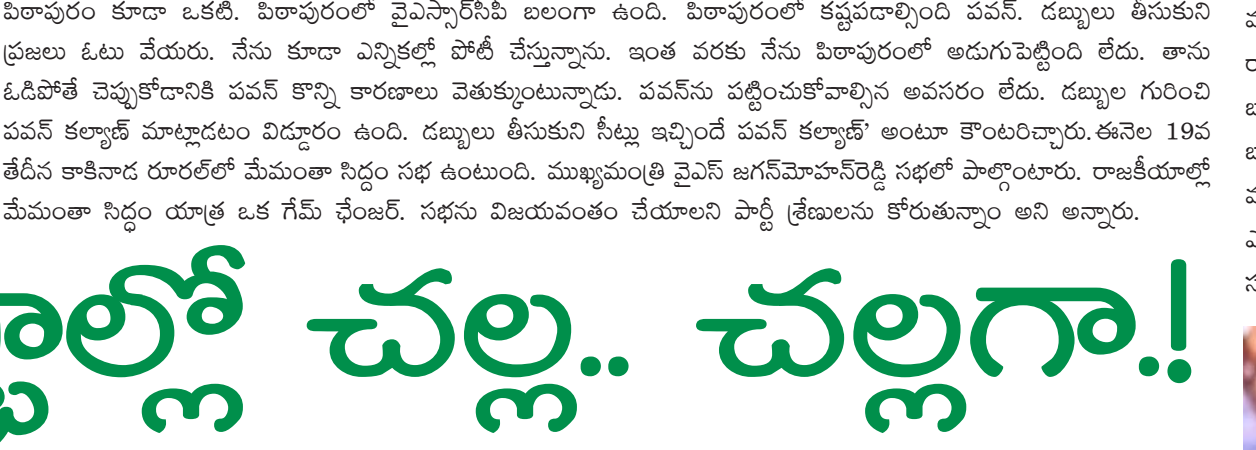 పిఠాపురం కూడా ఒకటి. పిఠాపురంలో వైఎస్సార్‌సీపీ బలంగా ఉంది. పిఠాపురంలో కష్టపడాల్సింది పవన్. డబ్బులు తీసుకుని
ప్రజలు ఓటు వేయరు. నేను కూడా ఎన్నికల్లో పోటీ చేస్తున్నాను. ఇంత వరకు నేను పిఠాపురంలో అడుగుపెట్టింది లేదు. తాను
ఓడిపోతే చెప్పుకోడానికి పవన్ కొన్ని కారణాలు వెతుక్కుంటున్నాడు. పవన్‌ను పట్టించుకోవాల్సిన అవసరం లేదు. డబ్బుల గురించి
పవన్ కల్యాణ్ మాట్లాడటం విడ్డూరం ఉంది. డబ్బులు తీసుకుని సీట్లు ఇచ్చిందే పవన్ కల్యాణ్’ అంటూ కౌంటరిచ్చారు.ఈనెల 19వ
తేదీన కాకినాడ రూరల్‌లో మేమంతా సిద్దం సభ ఉంటుంది. ముఖ్యమంత్రి వైఎస్ జగన్‌మోహన్‌రెడ్డి సభలో పాల్గొంటారు. రాజకీయాల్లో
మేమంతా సిద్ధం యాత్ర ఒక గేమ్ ఛేంజర్. సభను విజయవంతం చేయాలని పార్టీ శ్రేణులను కోరుతున్నాం అని అన్నారు.
చల్ల.. చల్లగా.!